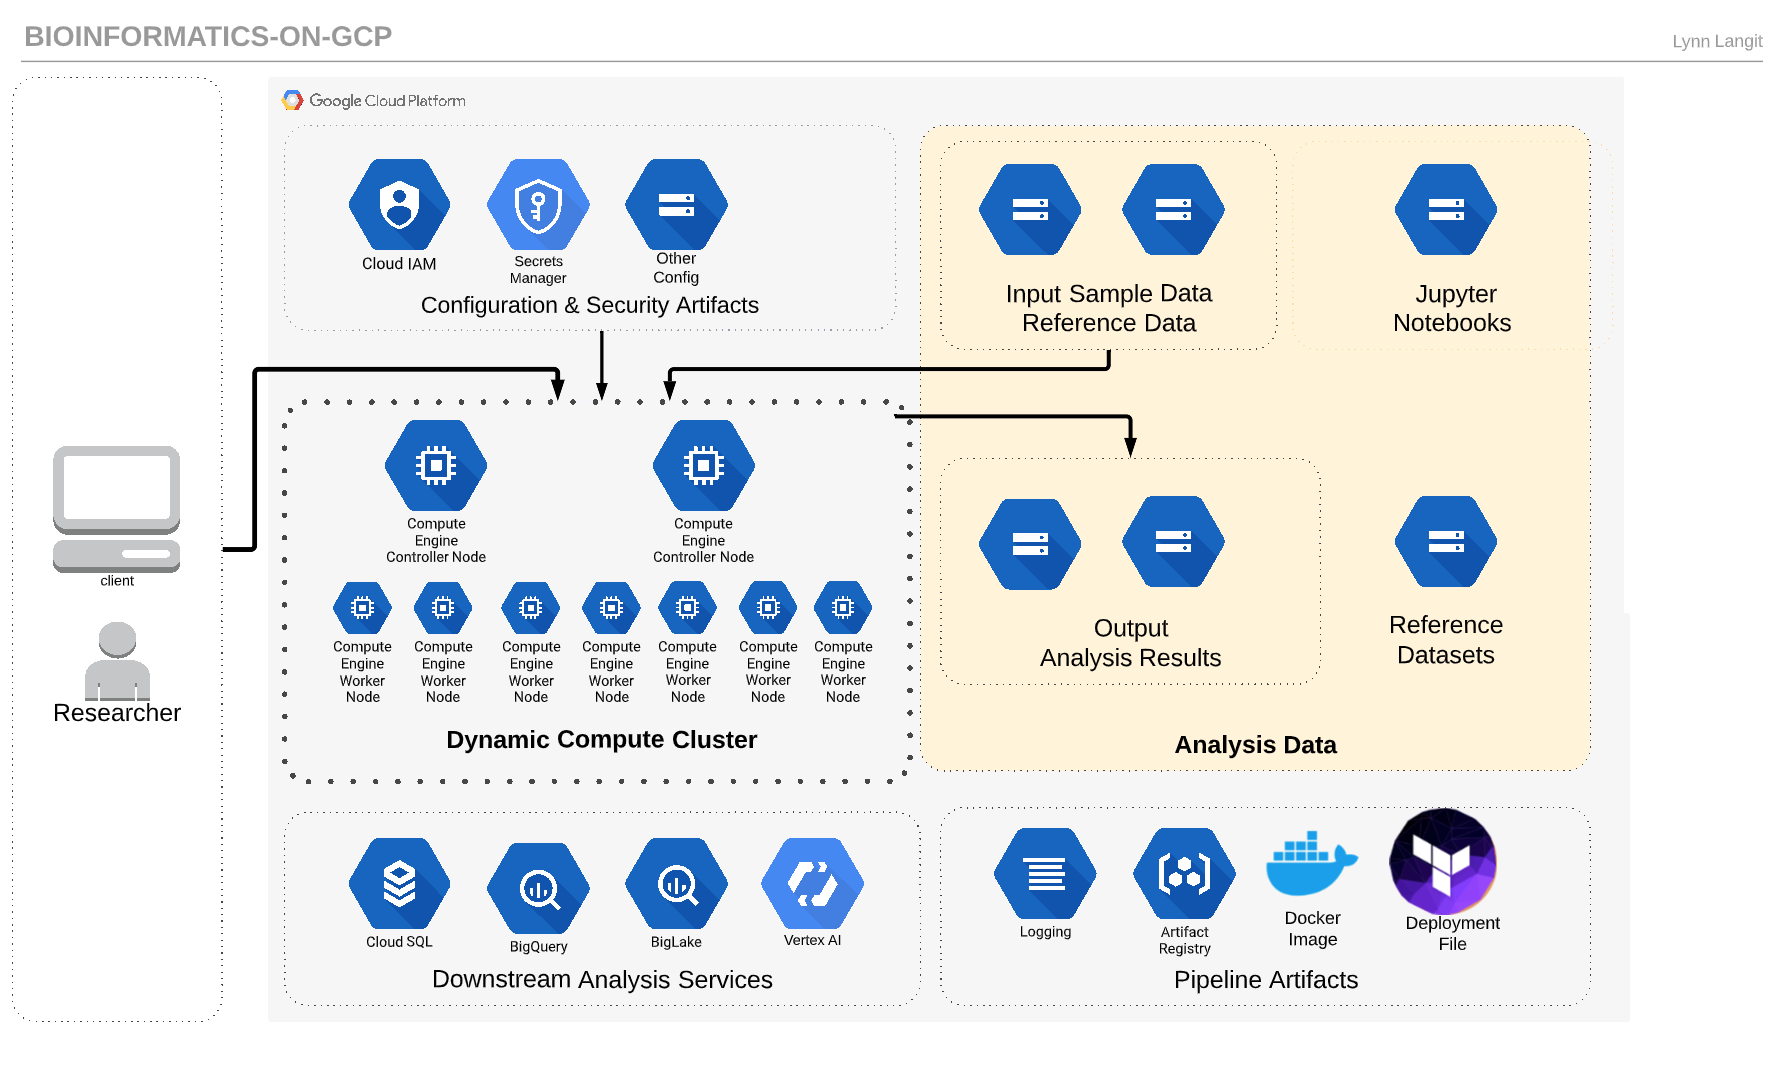 BIOINFORMATICS-ON-GCP
Lynn Langit
Google Cloud Platform
Cloud IAM
Secrets
Manager
Other
Config
Configuration & Security Artifacts
Input Sample Data
Reference Data
Jupyter
Notebooks
client
Researcher
Compute
Engine
Controller Node
Compute
Engine
Controller Node
Compute
Engine
Worker
Node
Compute
Engine
Worker
Node
Compute
Engine
Worker
Node
Compute
Engine
Worker
Node
Compute
Engine
Worker
Node
Compute
Engine
Worker
Node
Compute
Engine
Worker
Node
Dynamic Compute Cluster
Output
Analysis Results
Reference
Datasets
Analysis Data
Cloud SQL
BigQuery
BigLake
Vertex AI
Downstream Analysis Services
Logging
Artifact
Registry
Docker
Image
Deployment
File
Pipeline Artifacts